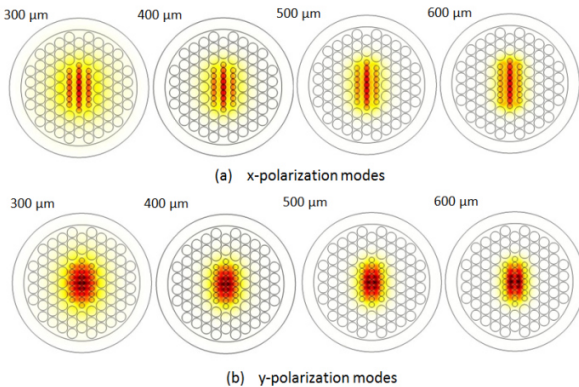 300 μm 400 μm 500 μm 600 μm
(a) x-polarization modes
300 μm 400 μm 500 μm 600 μm
(b) y-polarization modes